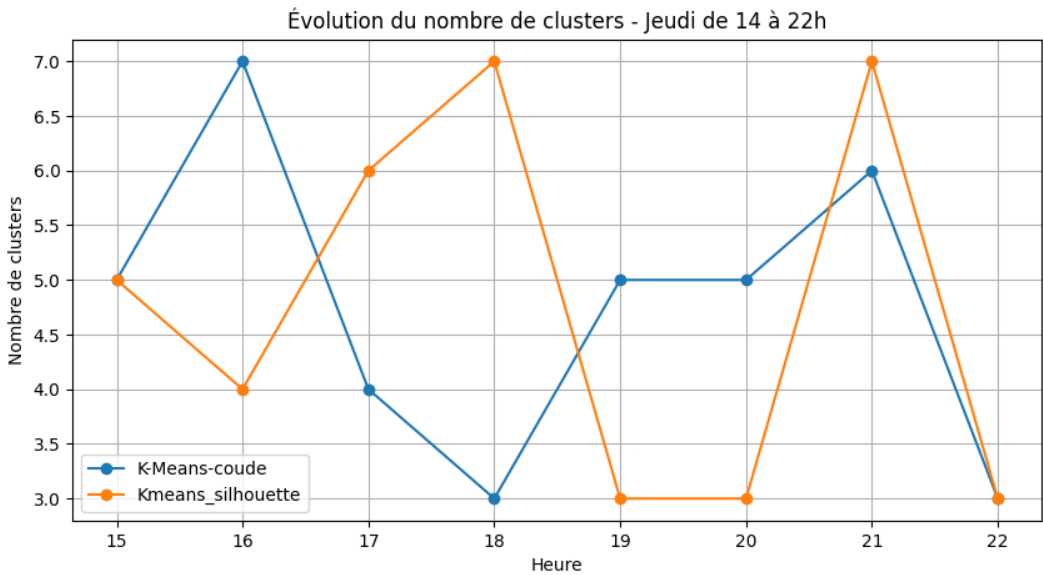 Évolution du nombre de clusters - Jeudi de 14 à 22h
Nombre de clusters
7.0
6.5
6.0
5.5
5.0
4.5
4.0
3.5
3.0
K-Means-coude
Kmeans_silhouette
15 16 17 18 19 20 21 22
Heure